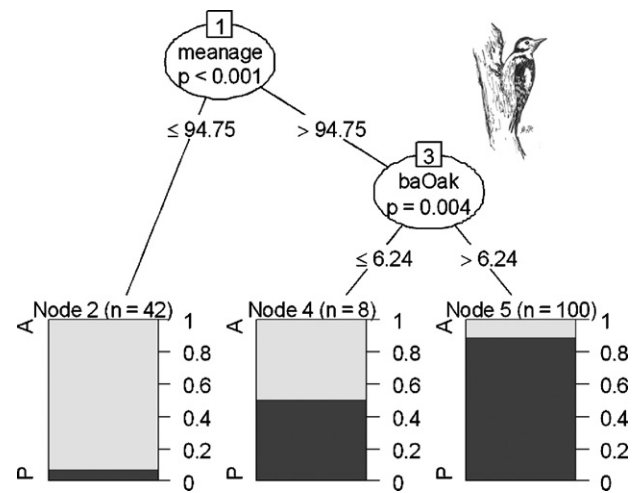 1
meanage
p < 0.001
≤ 94.75
> 94.75
3
baOak
p = 0.004
≤ 6.24
> 6.24
Node 2 (n = 42)
A
P
1
0.8
0.6
0.4
0.2
0
Node 4 (n = 8)
A
P
1
0.8
0.6
0.4
0.2
0
Node 5 (n = 100)
A
P
1
0.8
0.6
0.4
0.2
0